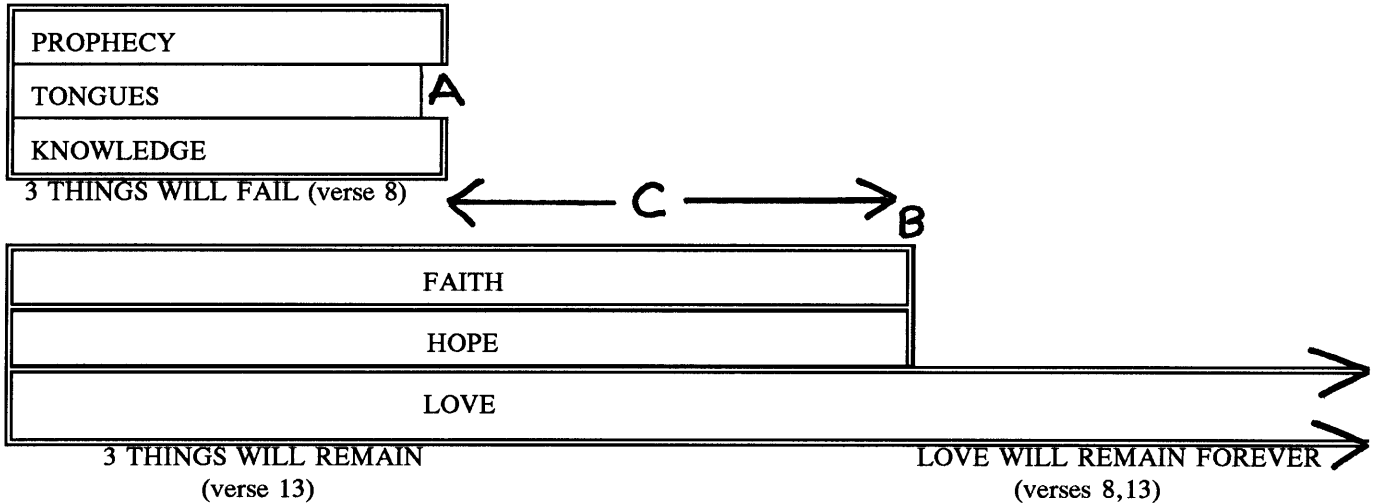 PROPHECY
TONGUES
A
KNOWLEDGE
3 THINGS WILL FAIL (verse 8)
C
B
FAITH
HOPE
LOVE
3 THINGS WILL REMAIN
(verse 13)
LOVE WILL REMAIN FOREVER
(verses 8,13)